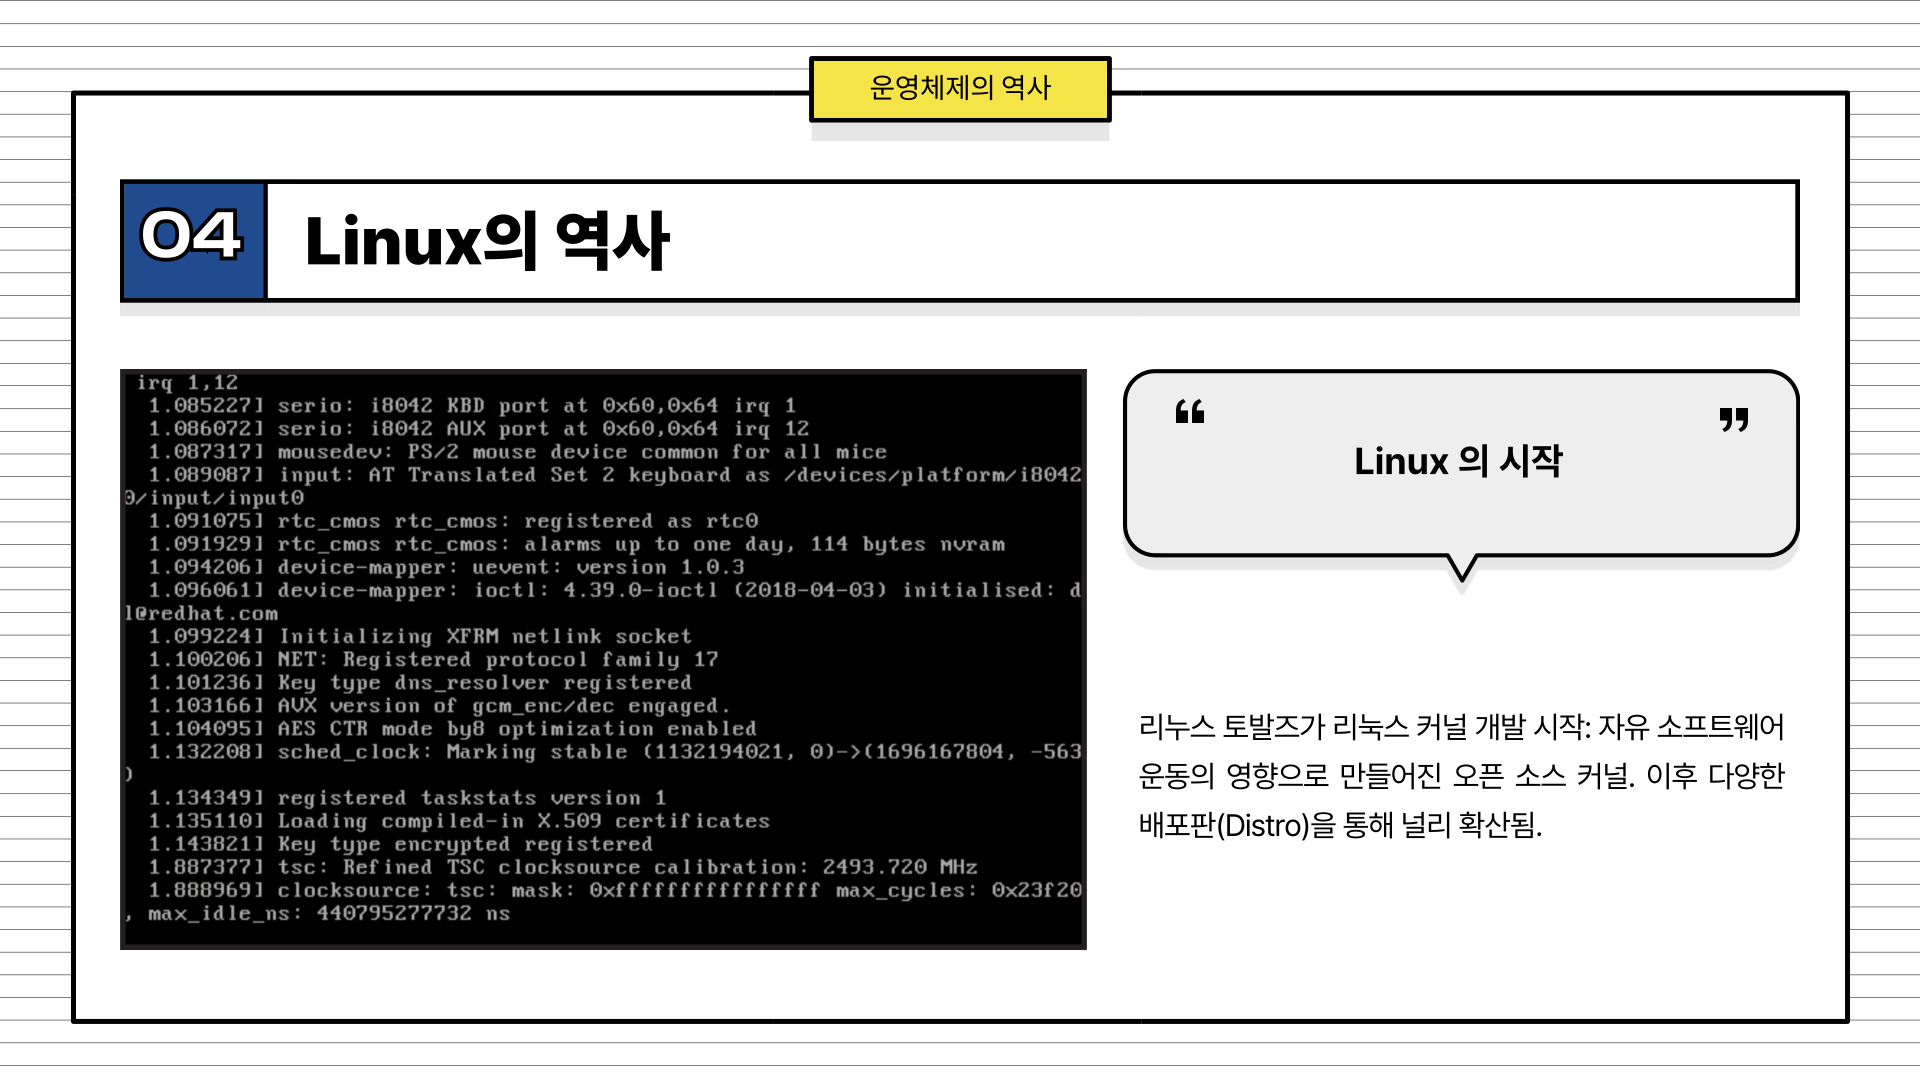 운영체제의 역사
04
Linux의 역사
irq 1,12
1.085227] serio: i8042 KBD port at 0x60,0x64 irq 1
1.086072] serio: i8042 AUX port at 0x60,0x64 irq 12
1.087317] mousedev: PS/2 mouse device common for all mice
1.089087] input: AT Translated Set 2 keyboard as /devices/platform/i8042
0/input/input0
1.091075] rtc_cmos rtc_cmos: registered as rtc0
1.091929] rtc_cmos rtc_cmos: alarms up to one day, 114 bytes nvram
1.094206] device-mapper: uevent: version 1.0.3
1.096061] device-mapper: ioctl: 4.39.0-ioctl (2018-04-03) initialised: d
l@redhat.com
1.099224] Initializing XFRM netlink socket
1.100206] NET: Registered protocol family 17
1.101236] Key type dns_resolver registered
1.103166] AVX version of gcm_enc/dec engaged.
1.104095] AES CTR mode by8 optimization enabled
1.132208] sched_clock: Marking stable (1132194021, 0)->(1696167804, -563
)
1.134349] registered taskstats version 1
1.135110] Loading compiled-in X.509 certificates
1.143821] Key type encrypted registered
1.887377] tsc: Refined TSC clocksource calibration: 2493.720 MHz
1.888969] clocksource: tsc: mask: 0xffffffffffffffff max_cycles: 0x23f20
, max_idle_ns: 440795277732 ns
“ ”
Linux 의 시작
리누스 토발즈가 리눅스 커널 개발 시작: 자유 소프트웨어
운동의 영향으로 만들어진 오픈 소스 커널. 이후 다양한
배포판(Distro)을 통해 널리 확산됨.